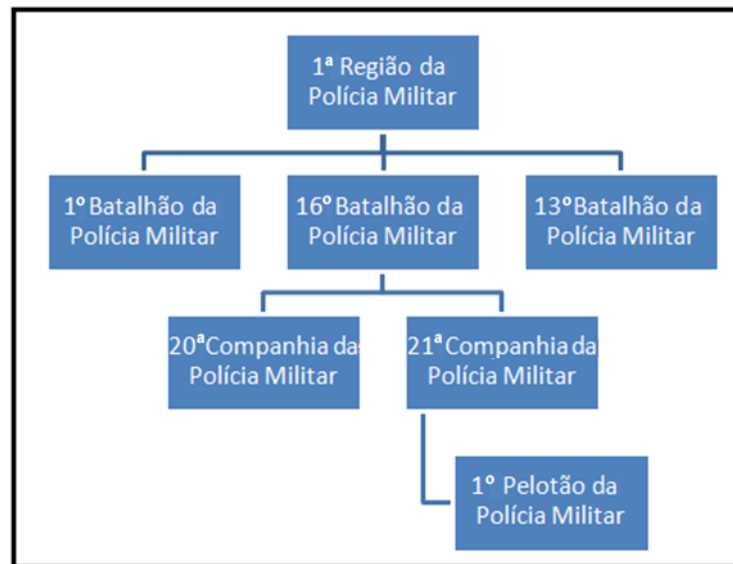 1ª Região da
Polícia Militar
1º Batalhão da
Polícia Militar
16º Batalhão da
Polícia Militar
13º Batalhão da
Polícia Militar
20ª Companhia das
Polícia Militar
21ª Companhia da
Polícia Militar
1º Pelotão da
Polícia Militar